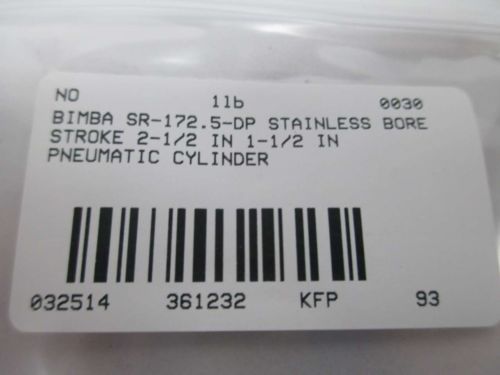 NO 1lb 0030
BIMBA SR-172.5-DP STAINLESS BORE
STROKE 2-1/2 IN 1-1/2 IN
PNEUMATIC CYLINDER
032514 361232 KFP 93